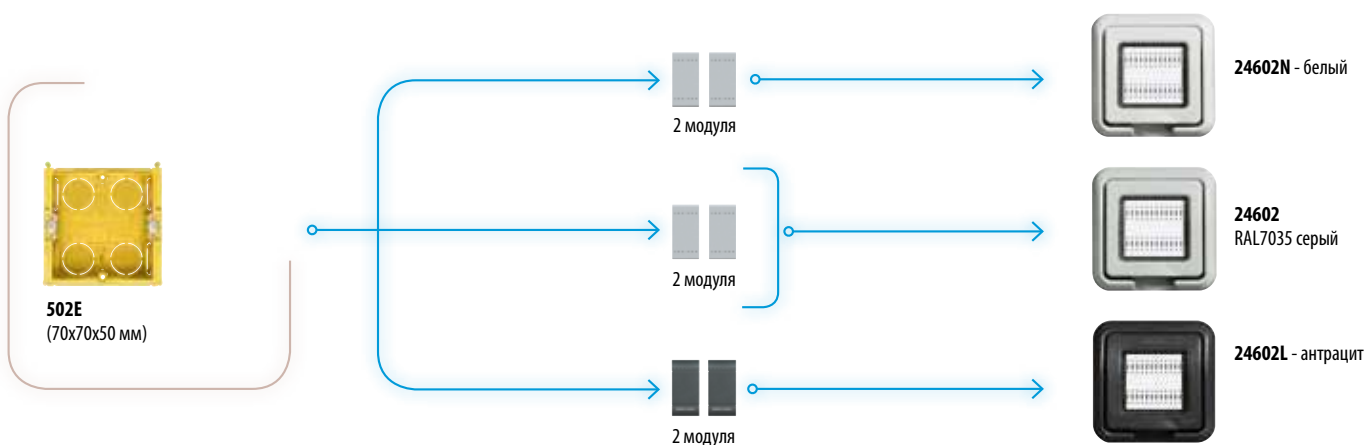 2 модуля
24602N - белый
502E
(70x70x50 мм)
2 модуля
24602
RAL7035 серый
2 модуля
24602L - антрацит